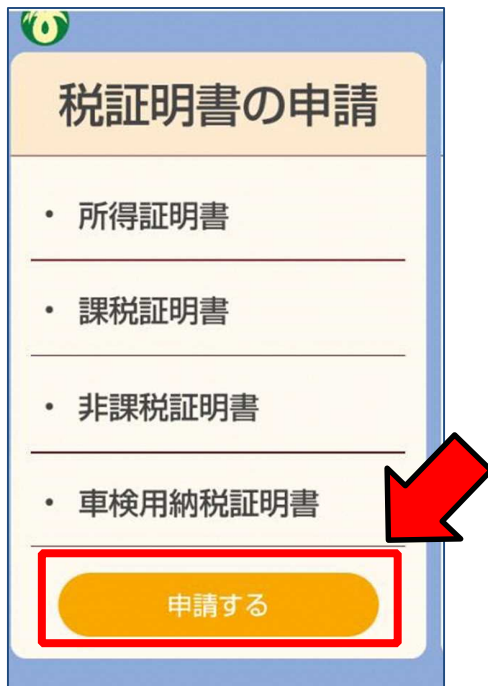 税証明書の申請
・ 所得証明書
・ 課税証明書
・ 非課税証明書
・ 車検用納税証明書
申請する